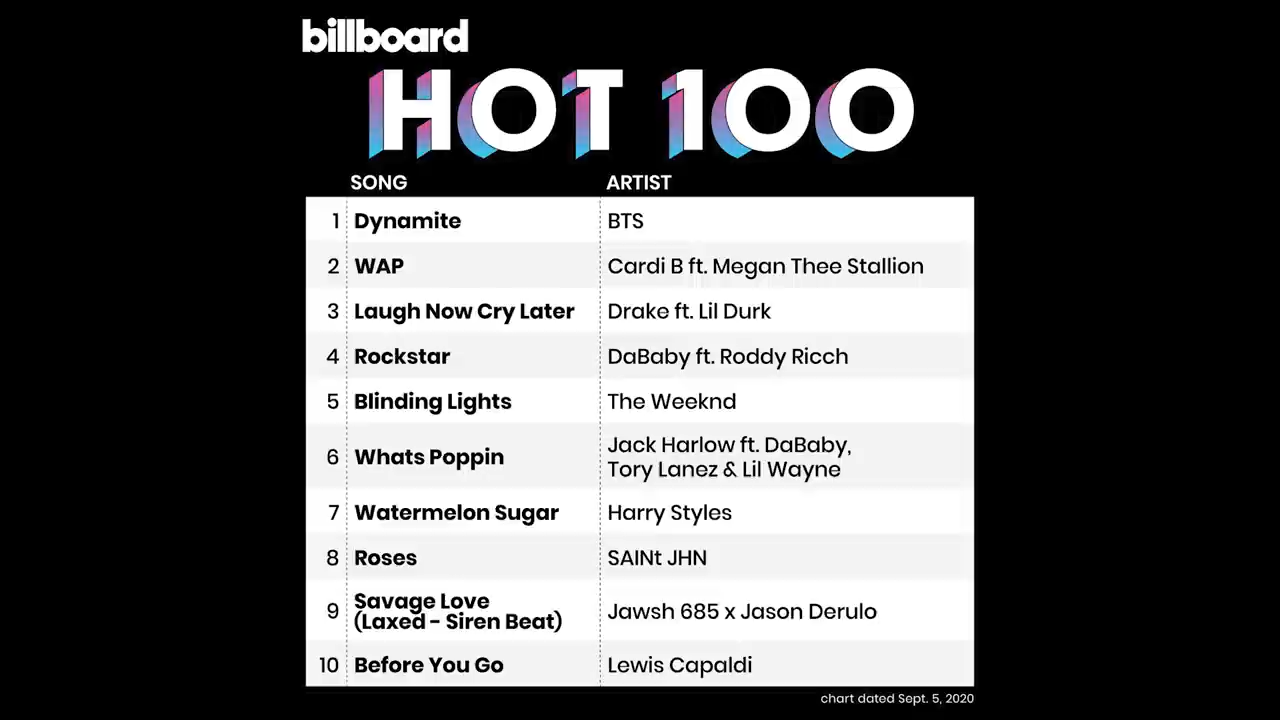 billboard
HOT 100
SONG ARTIST
1 Dynamite BTS
2 WAP Cardi B ft. Megan Thee Stallion
3 Laugh Now Cry Later Drake ft. Lil Durk
4 Rockstar DaBaby ft. Roddy Ricch
5 Blinding Lights The Weeknd
6 Whats Poppin Jack Harlow ft. DaBaby,
Tory Lanez & Lil Wayne
7 Watermelon Sugar Harry Styles
8 Roses SAINt JHN
9 Savage Love
(Laxed - Siren Beat) Jawsh 685 x Jason Derulo
10 Before You Go Lewis Capaldi
chart dated Sept. 5, 2020